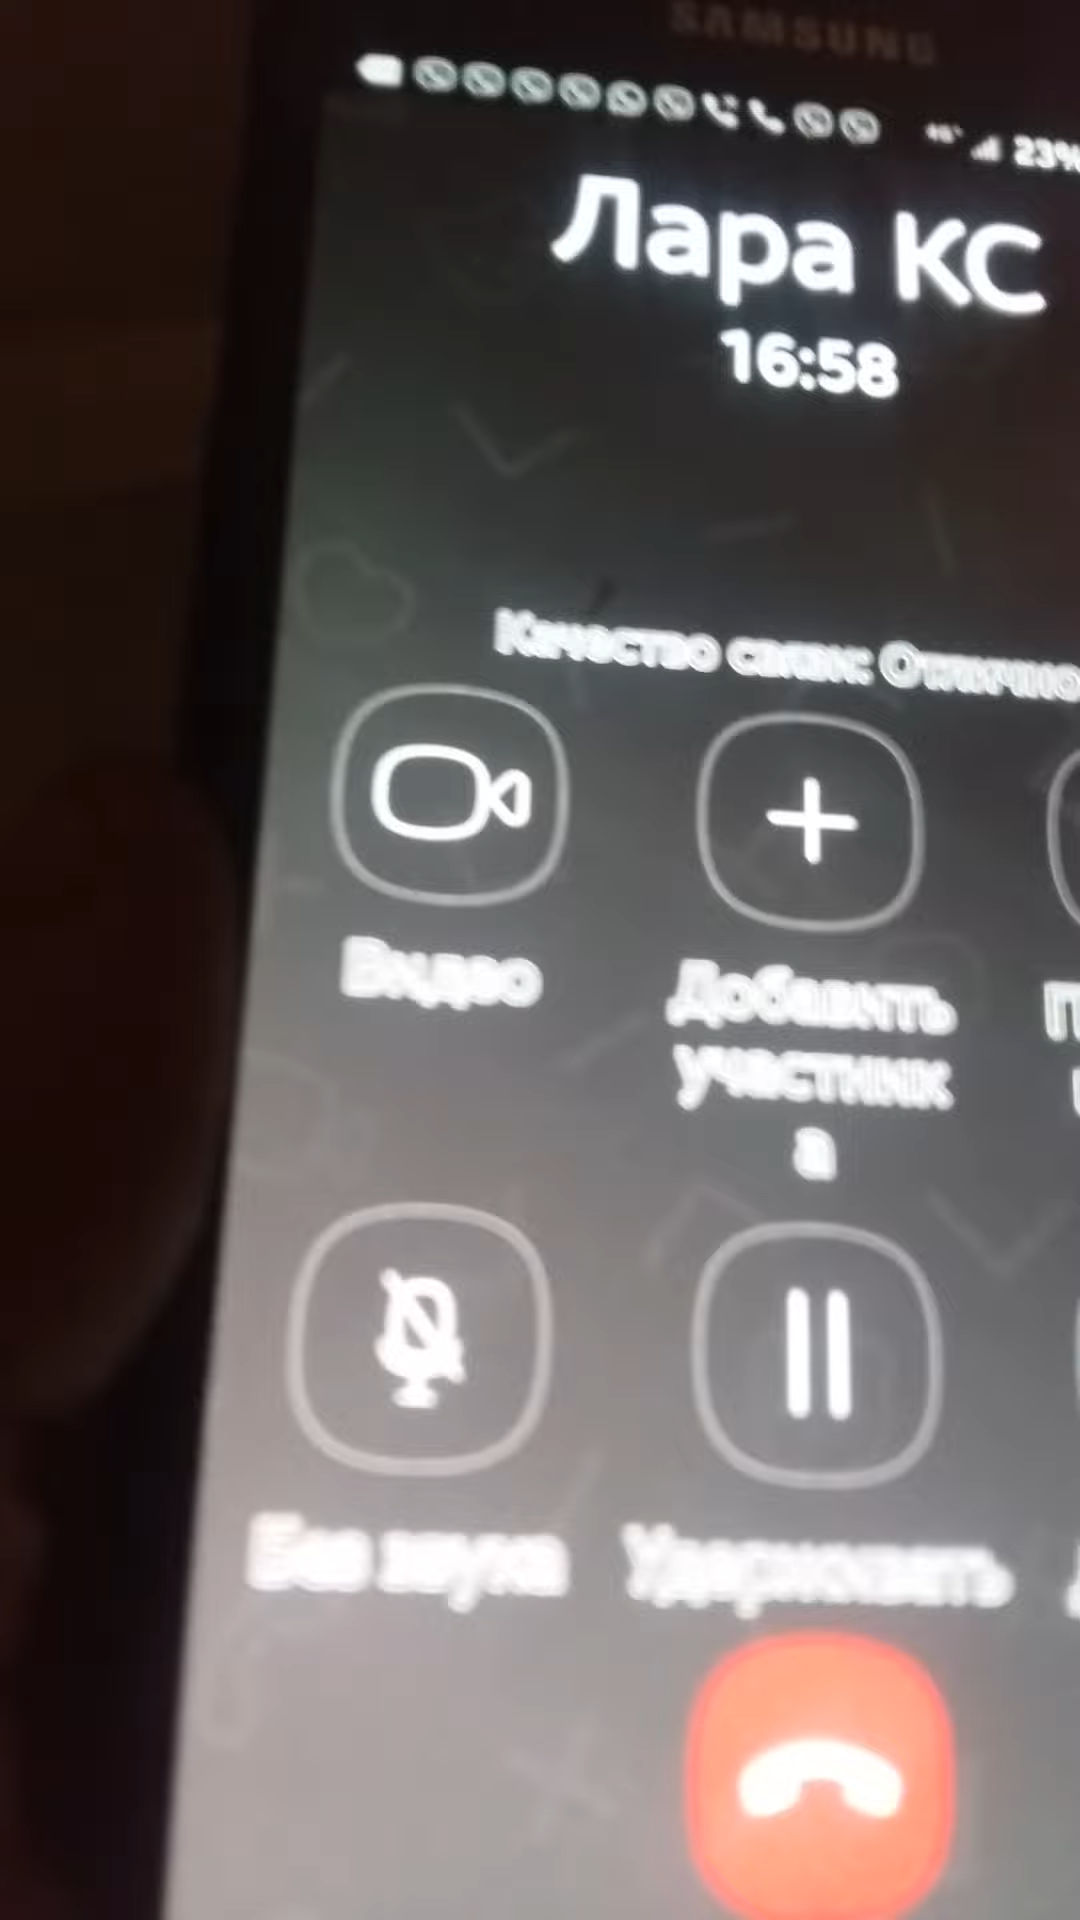 SAMSUNG
23%
Лара КС
16:58
Качество связи: Отлично
Видео
Добавить
участник
а
Без звука
Удерживать